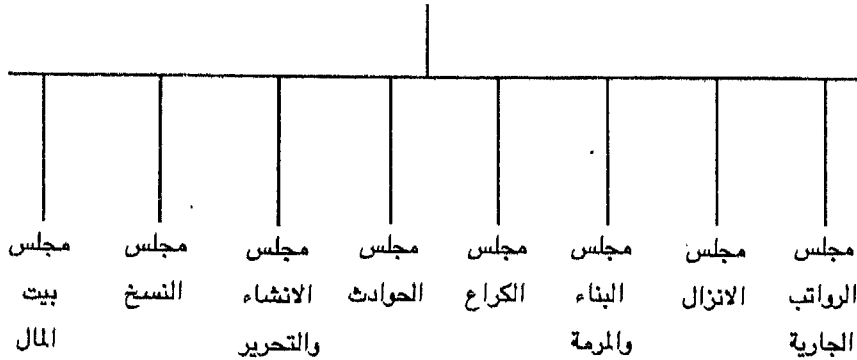 مجلس الرواتب الجارية
مجلس الانزال
مجلس البناء والمرمة
مجلس الكراع
مجلس الحوادث
مجلس الانشاء والتحرير
مجلس النسخ
مجلس بيت المال